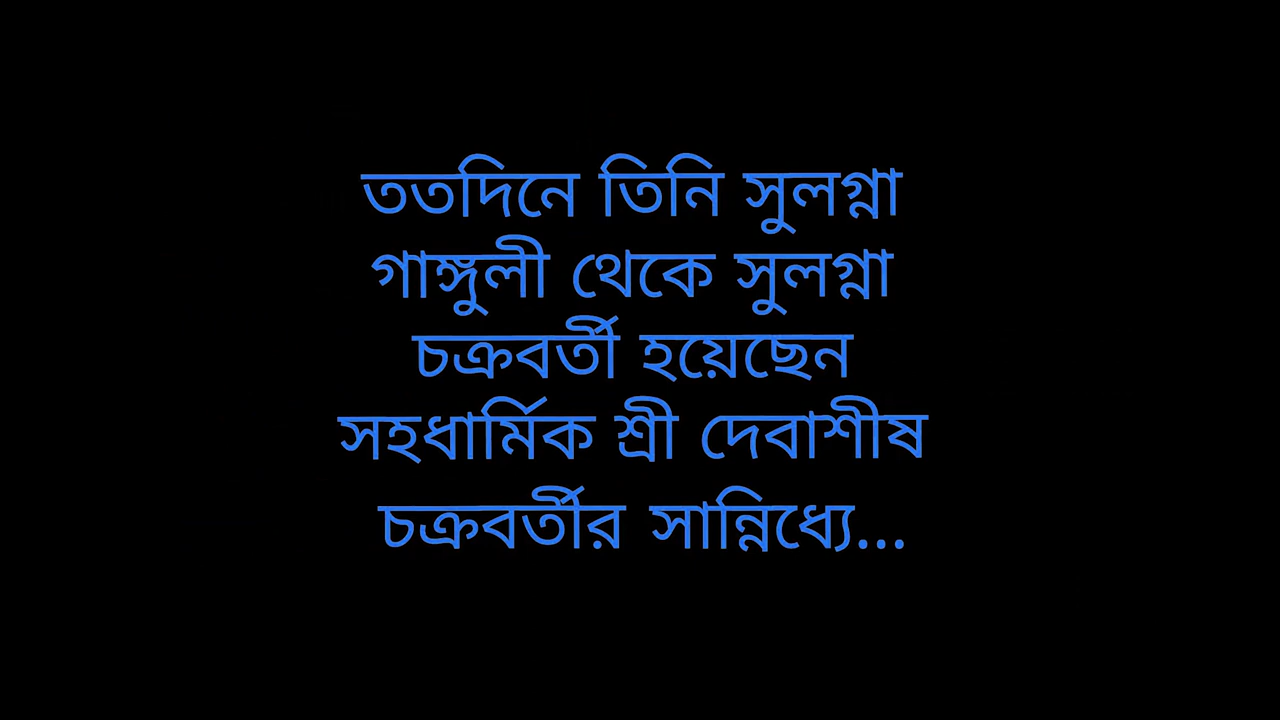 ততদিনে তিনি সুলগ্না
গাঙ্গুলী থেকে সুলগ্না
চক্রবর্তী হয়েছেন
সহধার্মিক শ্রী দেবাশীষ
চক্রবর্তীর সান্নিধ্যে...